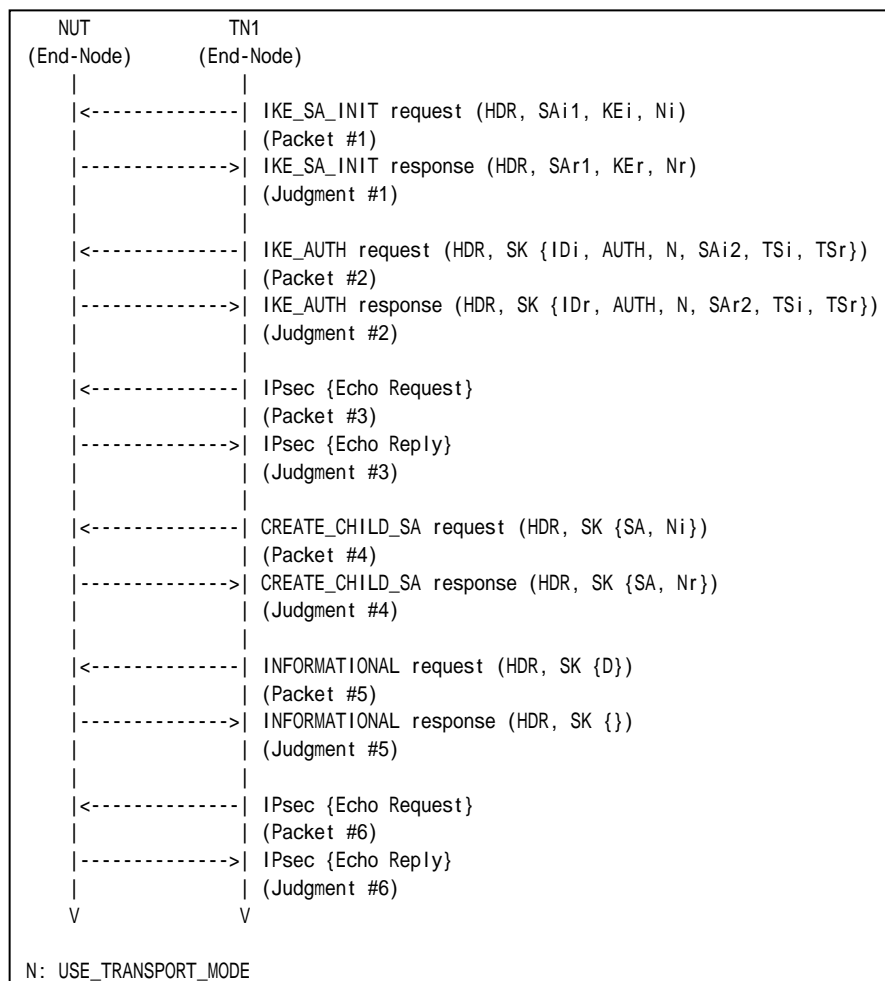 NUT TN1
(End-Node) (End-Node)
| |
|<--------------| IKE_SA_INIT request (HDR, SAi1, KEi, Ni)
| | (Packet #1)
|-------------->| IKE_SA_INIT response (HDR, SAr1, KEr, Nr)
| | (Judgment #1)
| |
|<--------------| IKE_AUTH request (HDR, SK {IDi, AUTH, N, SAi2, TSi, TSr})
| | (Packet #2)
|-------------->| IKE_AUTH response (HDR, SK {IDr, AUTH, N, SAr2, TSi, TSr})
| | (Judgment #2)
| |
|<--------------| IPsec {Echo Request}
| | (Packet #3)
|-------------->| IPsec {Echo Reply}
| | (Judgment #3)
| |
|<--------------| CREATE_CHILD_SA request (HDR, SK {SA, Ni})
| | (Packet #4)
|-------------->| CREATE_CHILD_SA response (HDR, SK {SA, Nr})
| | (Judgment #4)
| |
|<--------------| INFORMATIONAL request (HDR, SK {D})
| | (Packet #5)
|-------------->| INFORMATIONAL response (HDR, SK {})
| | (Judgment #5)
| |
|<--------------| IPsec {Echo Request}
| | (Packet #6)
|-------------->| IPsec {Echo Reply}
| | (Judgment #6)
V V
N: USE_TRANSPORT_MODE